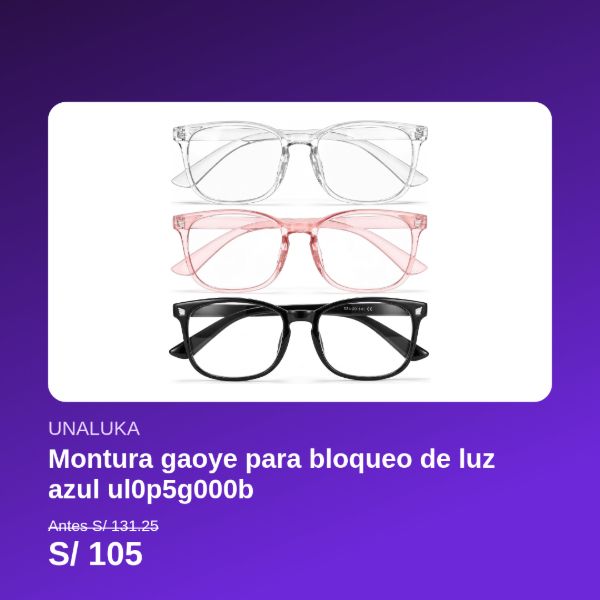 UNALUKA
Montura gaoye para bloqueo de luz
azul ul0p5g000b
Antes S/ 131.25
S/ 105